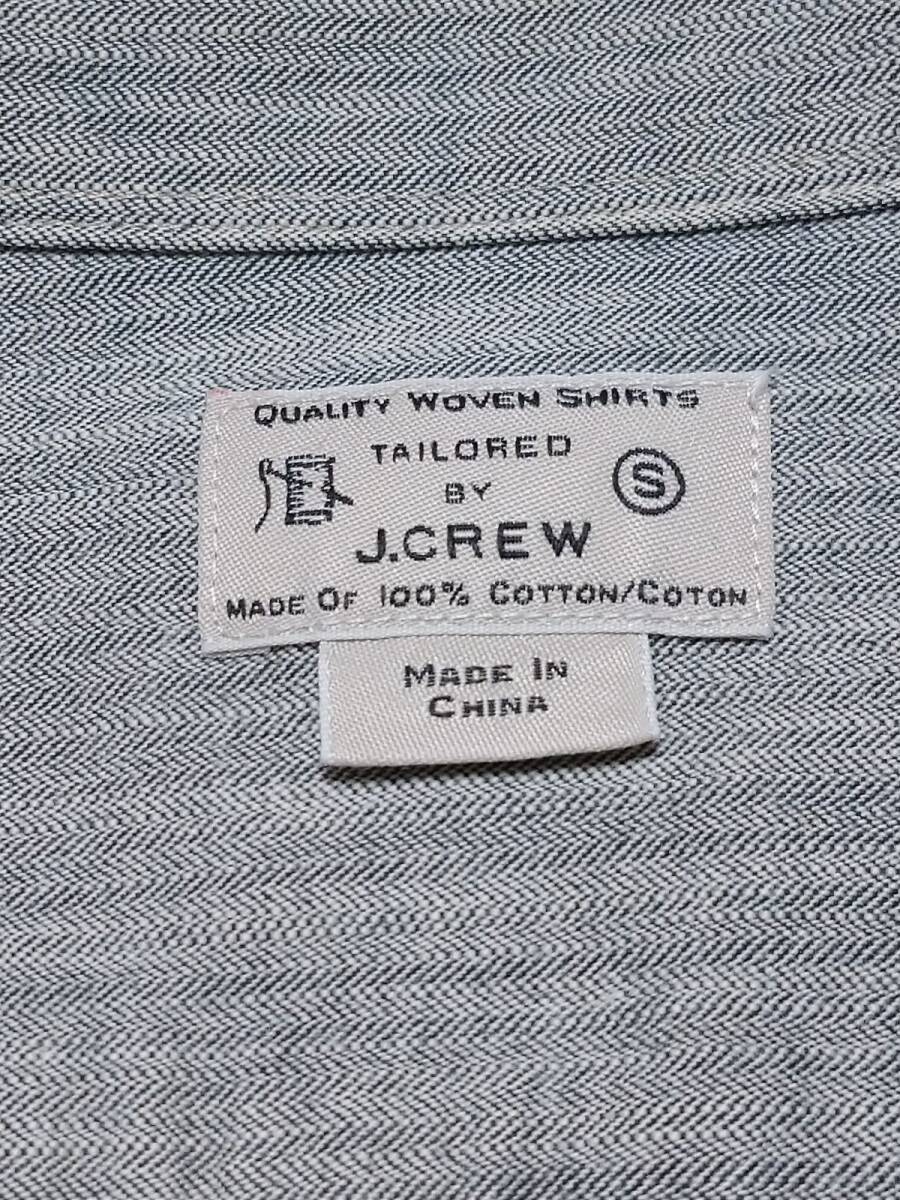 QUALITY WOVEN SHIRTS
TAILORED
BY
S
J.CREW
MADE OF 100% COTTON/COTON
MADE IN
CHINA